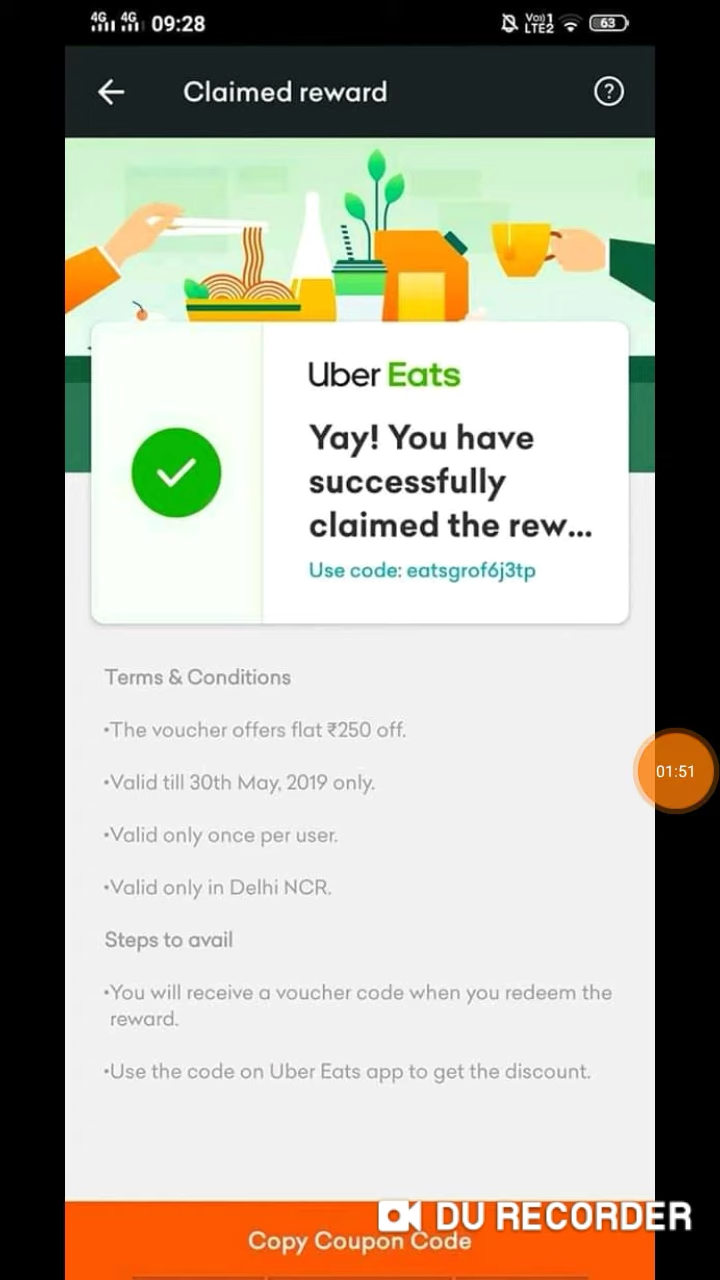 4G 4G 09:28 Vo)) 1 LTE2 63
Claimed reward ?
Uber Eats
Yay! You have
successfully
claimed the rew...
Use code: eatsgrof6j3tp
Terms & Conditions
•The voucher offers flat ₹250 off.
01:51
•Valid till 30th May, 2019 only.
•Valid only once per user.
•Valid only in Delhi NCR.
Steps to avail
•You will receive a voucher code when you redeem the
reward.
•Use the code on Uber Eats app to get the discount.
DU RECORDER
Copy Coupon Code